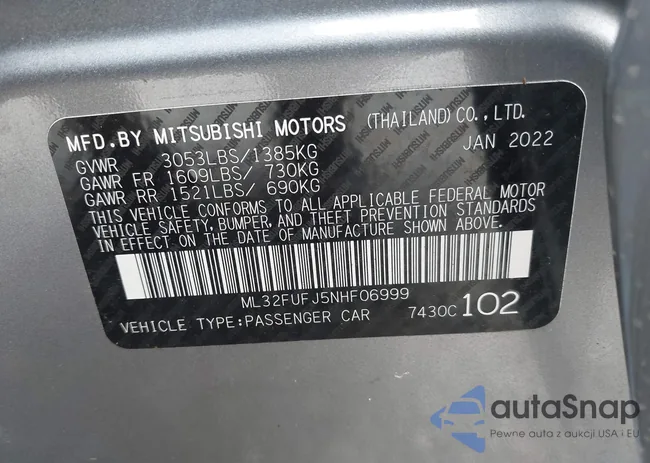 MFD.BY MITSUBISHI MOTORS (THAILAND)CO.,LTD.
GVWR 3053LBS/1385KG JAN 2022
GAWR FR 1609LBS/ 730KG
GAWR RR 1521LBS/ 690KG
THIS VEHICLE CONFORMS TO ALL APPLICABLE FEDERAL MOTOR
VEHICLE SAFETY, BUMPER, AND THEFT PREVENTION STANDARDS
IN EFFECT ON THE DATE OF MANUFACTURE SHOWN ABOVE.
ML32FUFJ5NHF06999
VEHICLE TYPE:PASSENGER CAR 7430C 102
autaSnap
Pewne auta z aukcji USA i EU